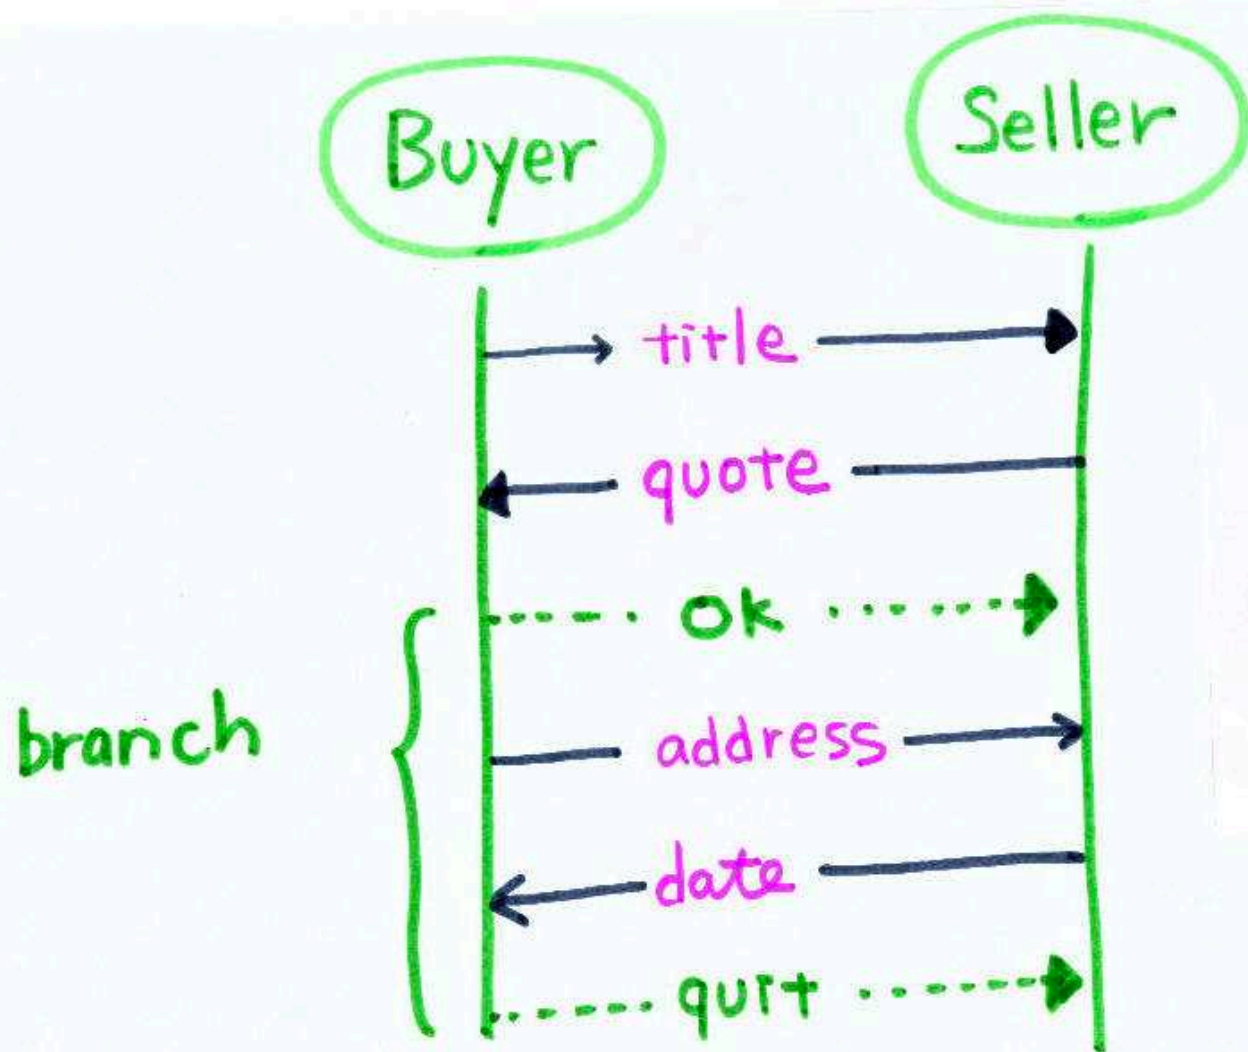 Buyer
Seller
title
quote
ok
branch
address
date
quit